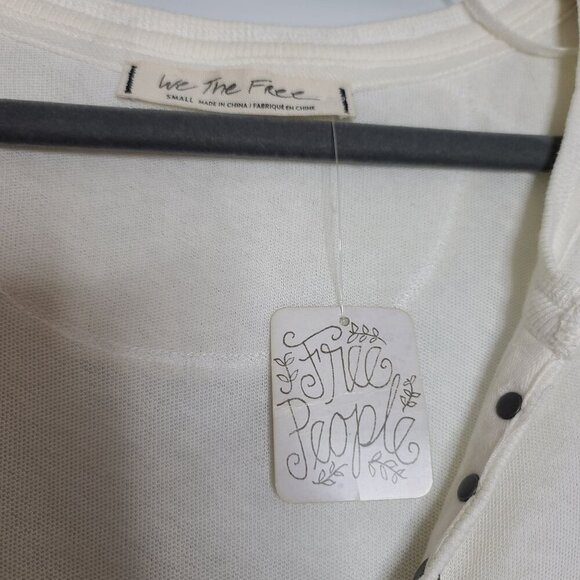 We The Free
SMALL MADE IN CHINA / FABRIQUÉ EN CHINE
Free
People